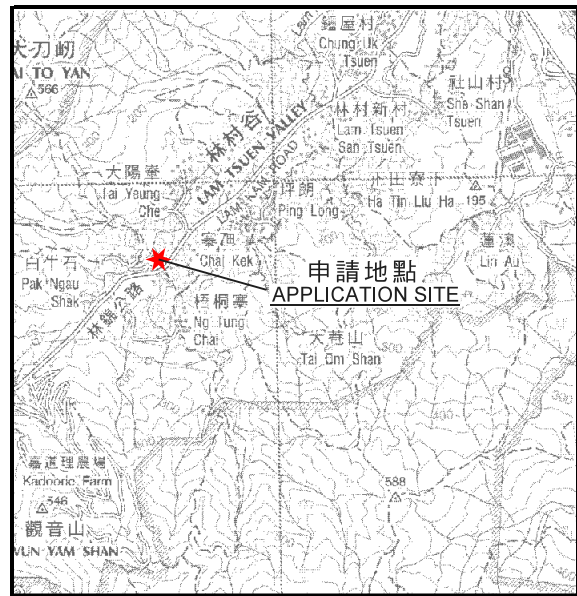 鍾屋村
Chung Uk
Tsuen
大刀屻
AI TO YAN
566
社山村
She Shan
Tsuen
林村新村
Lam Tsuen
San Tsuen
林村谷
LAM TSUEN VALLEY
LAM KAM ROAD
大陽輋
Tai Yeung
Che
坪朗
Ping Long
下田寮下
Ha Tin Liu Ha
195
寨乪
Chai Kek
蓮澳
Lin Au
白牛石
Pak Ngau
Shek
申請地點
APPLICATION SITE
林錦公路
梧桐寨
Ng Tung
Chai
大菴山
Tai Om Shan
嘉道理農場
Kadoorie Farm
546
觀音山
WUN YAM SHAN
588